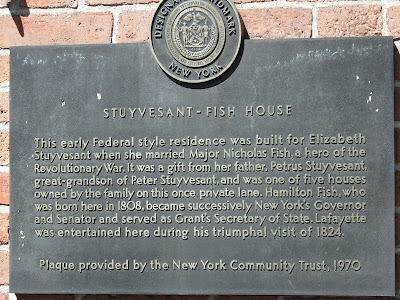 DESIGNATED LANDMARK
NEW YORK
STUYVESANT-FISH HOUSE
This early Federal style residence was built for Elizabeth
Stuyvesant when she married Major Nicholas Fish, a hero of the
Revolutionary War. It was a gift from her father, Petrus Stuyvesant,
great-grandson of Peter Stuyvesant, and was one of five houses
owned by the family on this once private lane. Hamilton Fish, who
was born here in 1808, became successively New York's Governor
and Senator and served as Grant's Secretary of State. Lafayette
was entertained here during his triumphal visit of 1824.
Plaque provided by the New York Community Trust, 1970